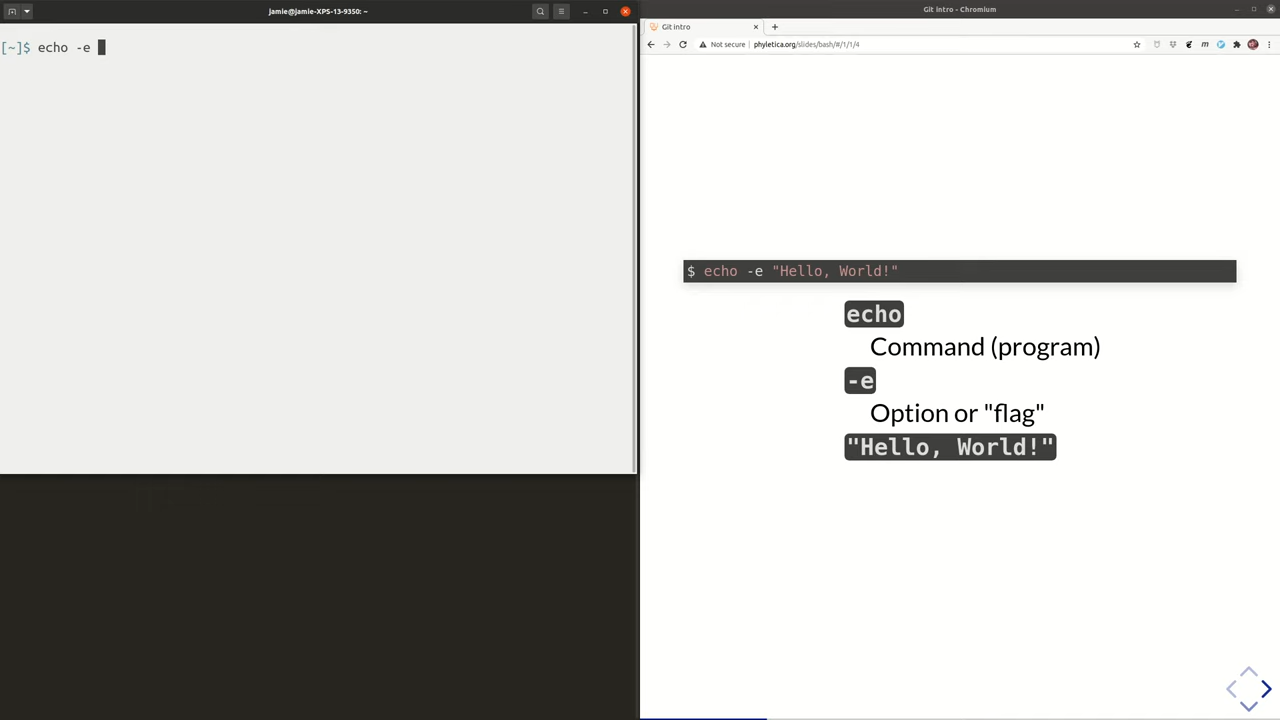 jamie@jamie-XPS-13-9350: ~
[~]$ echo -e
Git intro - Chromium
Git intro
Not secure
phyletica.org/slides/bash/#/1/1/4
$ echo -e "Hello, World!"
echo
Command (program)
-e
Option or "flag"
"Hello, World!"